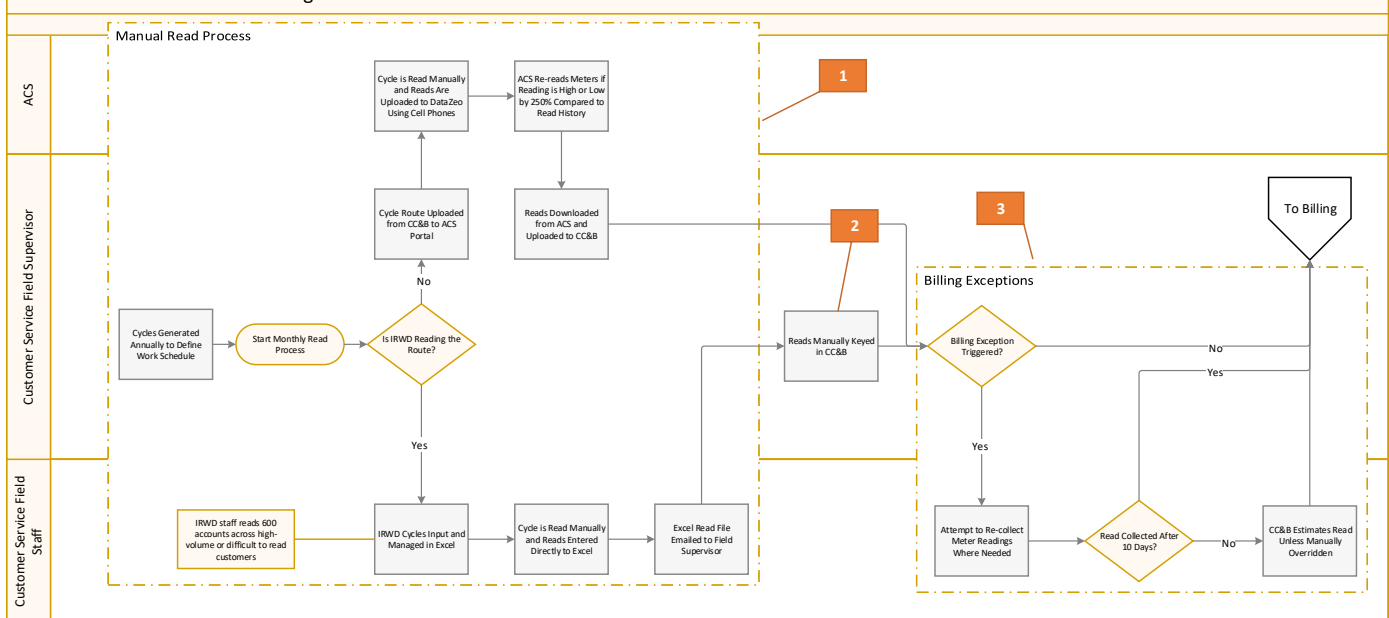 Manual Read Process
ACS
Cycle is Read Manually
and Reads Are
Uploaded to DataZeo
Using Cell Phones
ACS Re-reads Meters if
Reading is High or Low
by 250% Compared to
Read History
1
Customer Service Field Supervisor
Cycle Route Uploaded
from CC&B to ACS
Portal
Reads Downloaded
from ACS and
Uploaded to CC&B
2
3
To Billing
Billing Exceptions
No
Cycles Generated
Annually to Define
Work Schedule
Start Monthly Read
Process
Is IRWD Reading the
Route?
Reads Manually Keyed
in CC&B
Billing Exception
Triggered?
No
Yes
Yes
Yes
Customer Service Field
Staff
IRWD staff reads 600
accounts across high-
volume or difficult to read
customers
IRWD Cycles Input and
Managed in Excel
Cycle is Read Manually
and Reads Entered
Directly to Excel
Excel Read File
Emailed to Field
Supervisor
Attempt to Re-collect
Meter Readings
Where Needed
Read Collected After
10 Days?
No
CC&B Estimates Read
Unless Manually
Overridden